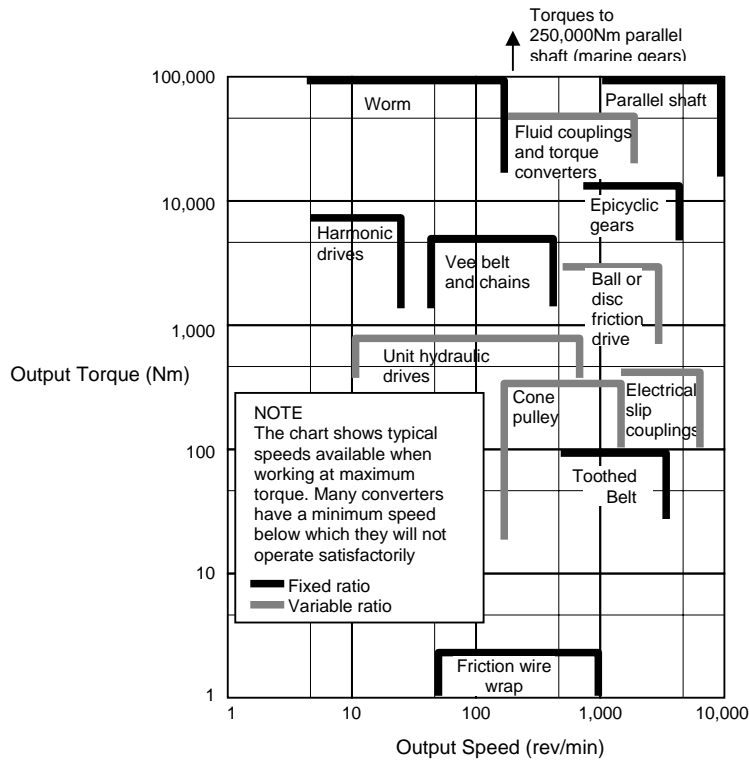 Torques to
250,000Nm parallel
shaft (marine gears)
100,000
Worm
Parallel shaft
Fluid couplings
and torque
converters
10,000
Epicyclic
gears
Harmonic
drives
Vee belt
and chains
Ball or
disc
friction
drive
1,000
Unit hydraulic
drives
Output Torque (Nm)
Cone
pulley
Electrical
slip
couplings
NOTE
The chart shows typical
speeds available when
working at maximum
torque. Many converters
have a minimum speed
below which they will not
operate satisfactorily
Fixed ratio
Variable ratio
100
Toothed
Belt
10
Friction wire
wrap
1
1
10
100
1,000
10,000
Output Speed (rev/min)